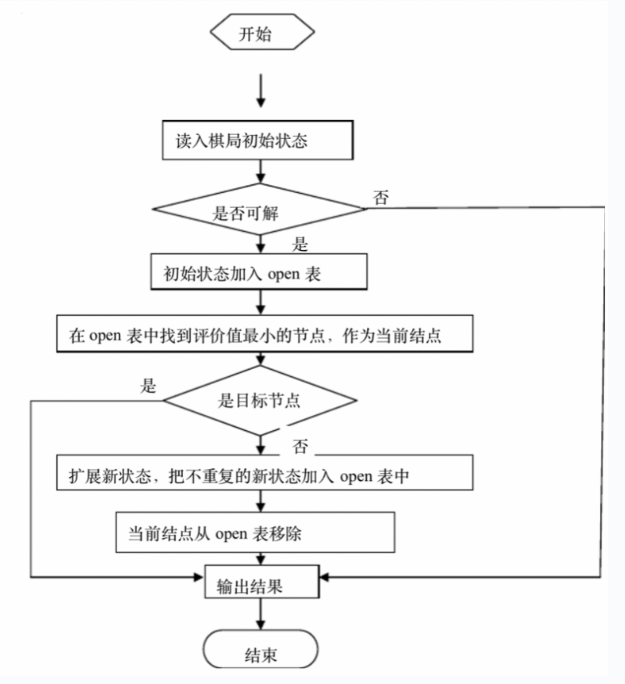 开始
读入棋局初始状态
是否可解
否
是
初始状态加入 open 表
在 open 表中找到评价值最小的节点，作为当前结点
是
是目标节点
否
扩展新状态，把不重复的新状态加入 open 表中
当前结点从 open 表移除
输出结果
结束